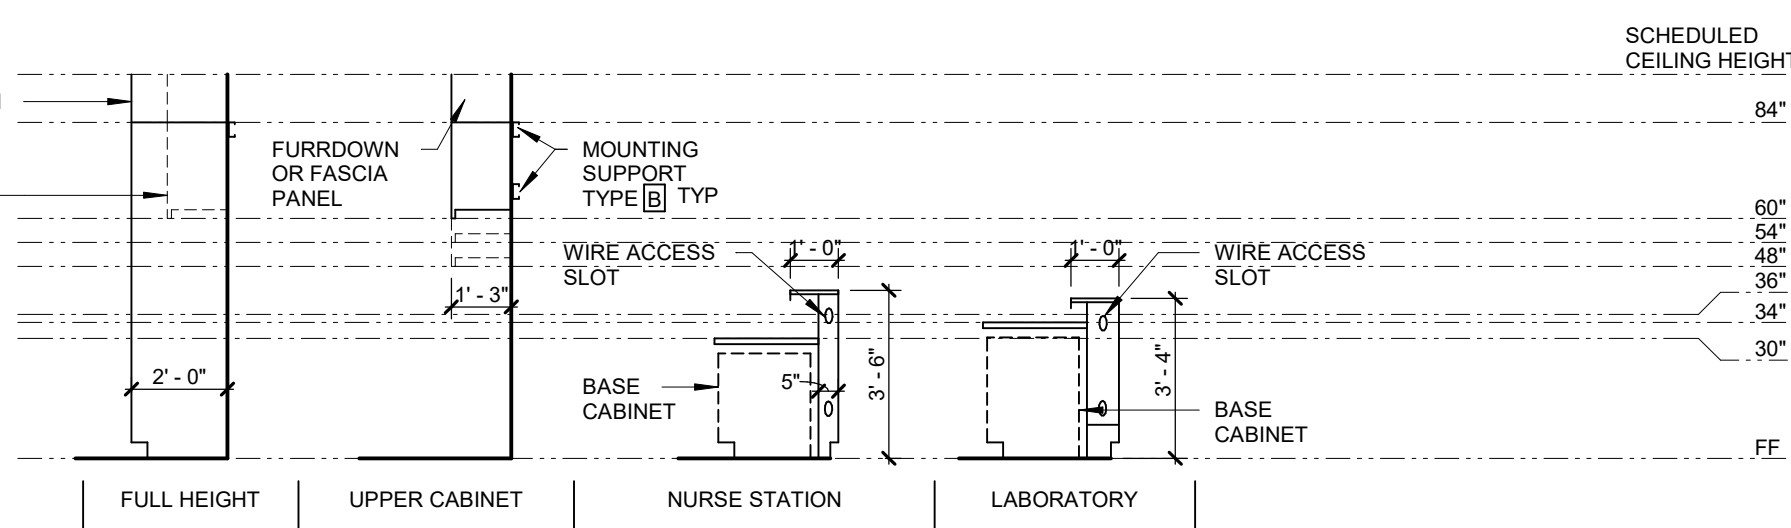 SCHEDULED
CEILING HEIGHT
84"
FURRDOWN
OR FASCIA
PANEL
MOUNTING
SUPPORT
TYPE B TYP
60"
54"
48"
36"
34"
30"
FF
WIRE ACCESS
SLOT
1' - 0"
1' - 0"
WIRE ACCESS
SLOT
1' - 3"
2' - 0"
BASE
CABINET
5"
3' - 6"
3' - 4"
BASE
CABINET
FULL HEIGHT
UPPER CABINET
NURSE STATION
LABORATORY